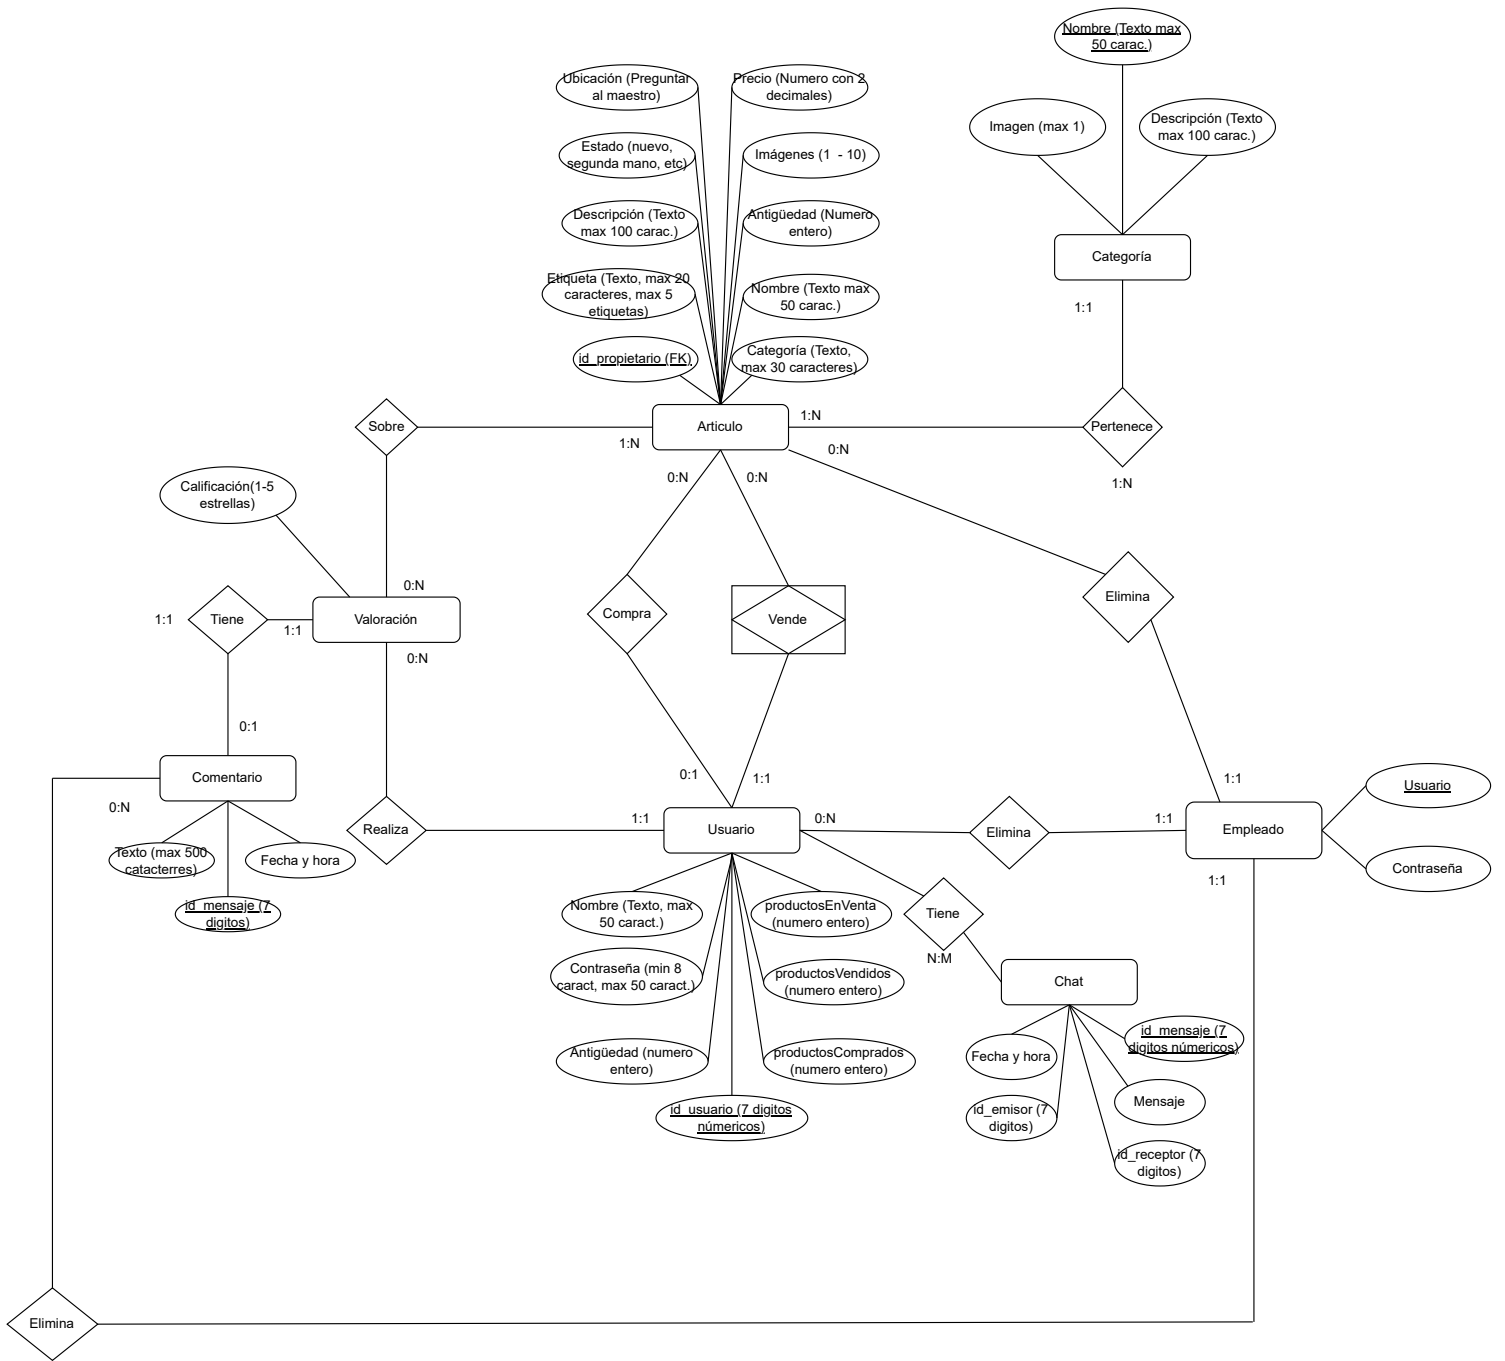 Nombre (Texto max
50 carac.)
Ubicación (Preguntar
al maestro)
Precio (Numero con 2
decimales)
Imagen (max 1)
Descripción (Texto
max 100 carac.)
Estado (nuevo,
segunda mano, etc)
Imágenes (1 - 10)
Descripción (Texto
max 100 carac.)
Antigüedad (Numero
entero)
Categoría
Etiqueta (Texto, max 20
caracteres, max 5
etiquetas)
Nombre (Texto max
50 carac.)
1:1
id_propietario (FK)
Categoría (Texto,
max 30 caracteres)
Sobre
Articulo
1:N
Pertenece
1:N
0:N
0:N
0:N
1:N
Calificación(1-5
estrellas)
0:N
Elimina
Tiene
1:1
1:1
Valoración
Compra
Vende
0:N
0:1
0:1
1:1
1:1
Comentario
0:N
Usuario
Realiza
1:1
Usuario
0:N
Elimina
1:1
Empleado
1:1
Contraseña
Texto (max 500
catacterres)
Fecha y hora
id_mensaje (7
digitos)
Nombre (Texto, max
50 caract.)
productosEnVenta
(numero entero)
Tiene
N:M
Contraseña (min 8
caract, max 50 caract.)
productosVendidos
(numero entero)
Chat
Antigüedad (numero
entero)
productosComprados
(numero entero)
Fecha y hora
id_mensaje (7
digitos númericos)
id_usuario (7 digitos
númericos)
id_emisor (7
digitos)
Mensaje
id_receptor (7
digitos)
Elimina